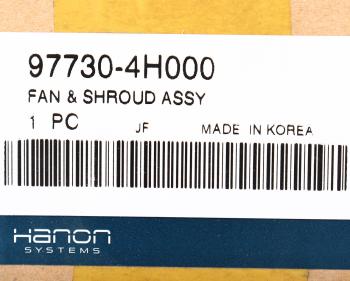 97730-4H000
FAN & SHROUD ASSY
1 PC JF MADE IN KOREA
Hanon
SYSTEMS